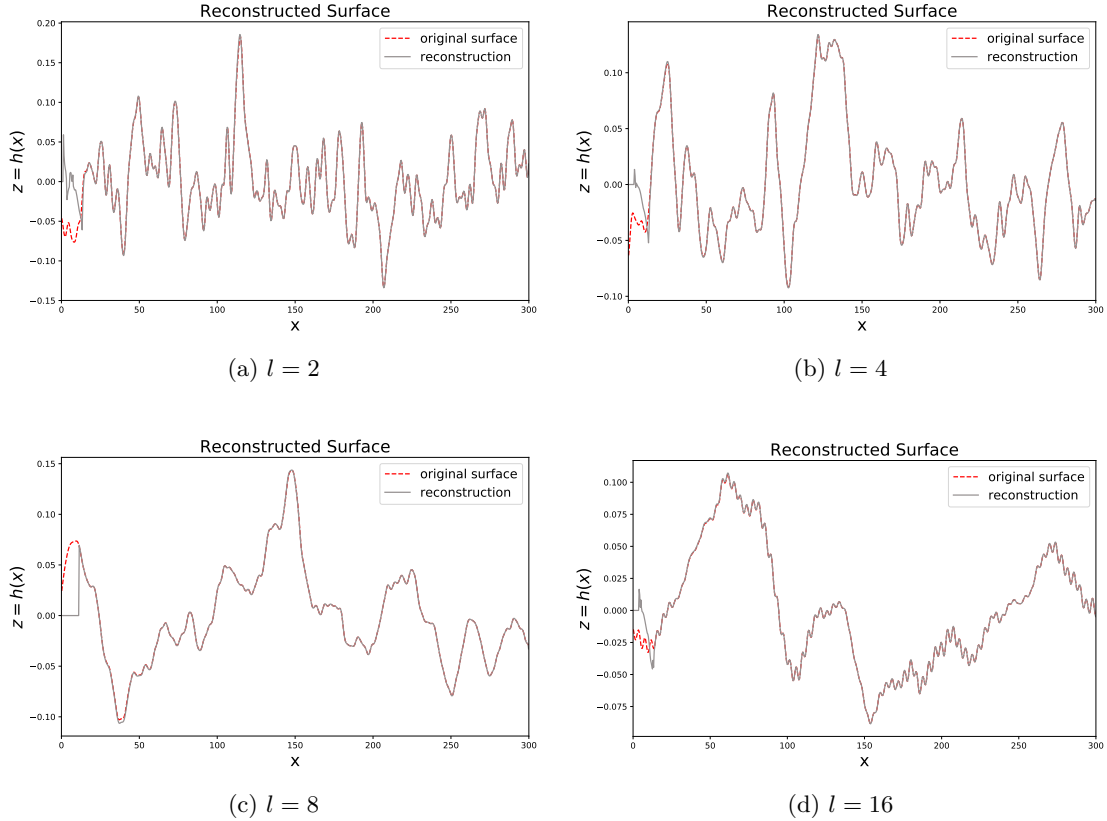 Reconstructed Surface
0.20
0.15
0.10
0.05
0.00
−0.05
−0.10
−0.15
z = h(x)
original surface
reconstruction
0 50 100 150 200 250 300
x
(a) l = 2
Reconstructed Surface
0.10
0.05
0.00
−0.05
−0.10
z = h(x)
original surface
reconstruction
0 50 100 150 200 250 300
x
(b) l = 4
Reconstructed Surface
0.15
0.10
0.05
0.00
−0.05
−0.10
z = h(x)
original surface
reconstruction
0 50 100 150 200 250 300
x
(c) l = 8
Reconstructed Surface
0.100
0.075
0.050
0.025
0.000
−0.025
−0.050
−0.075
z = h(x)
original surface
reconstruction
0 50 100 150 200 250 300
x
(d) l = 16